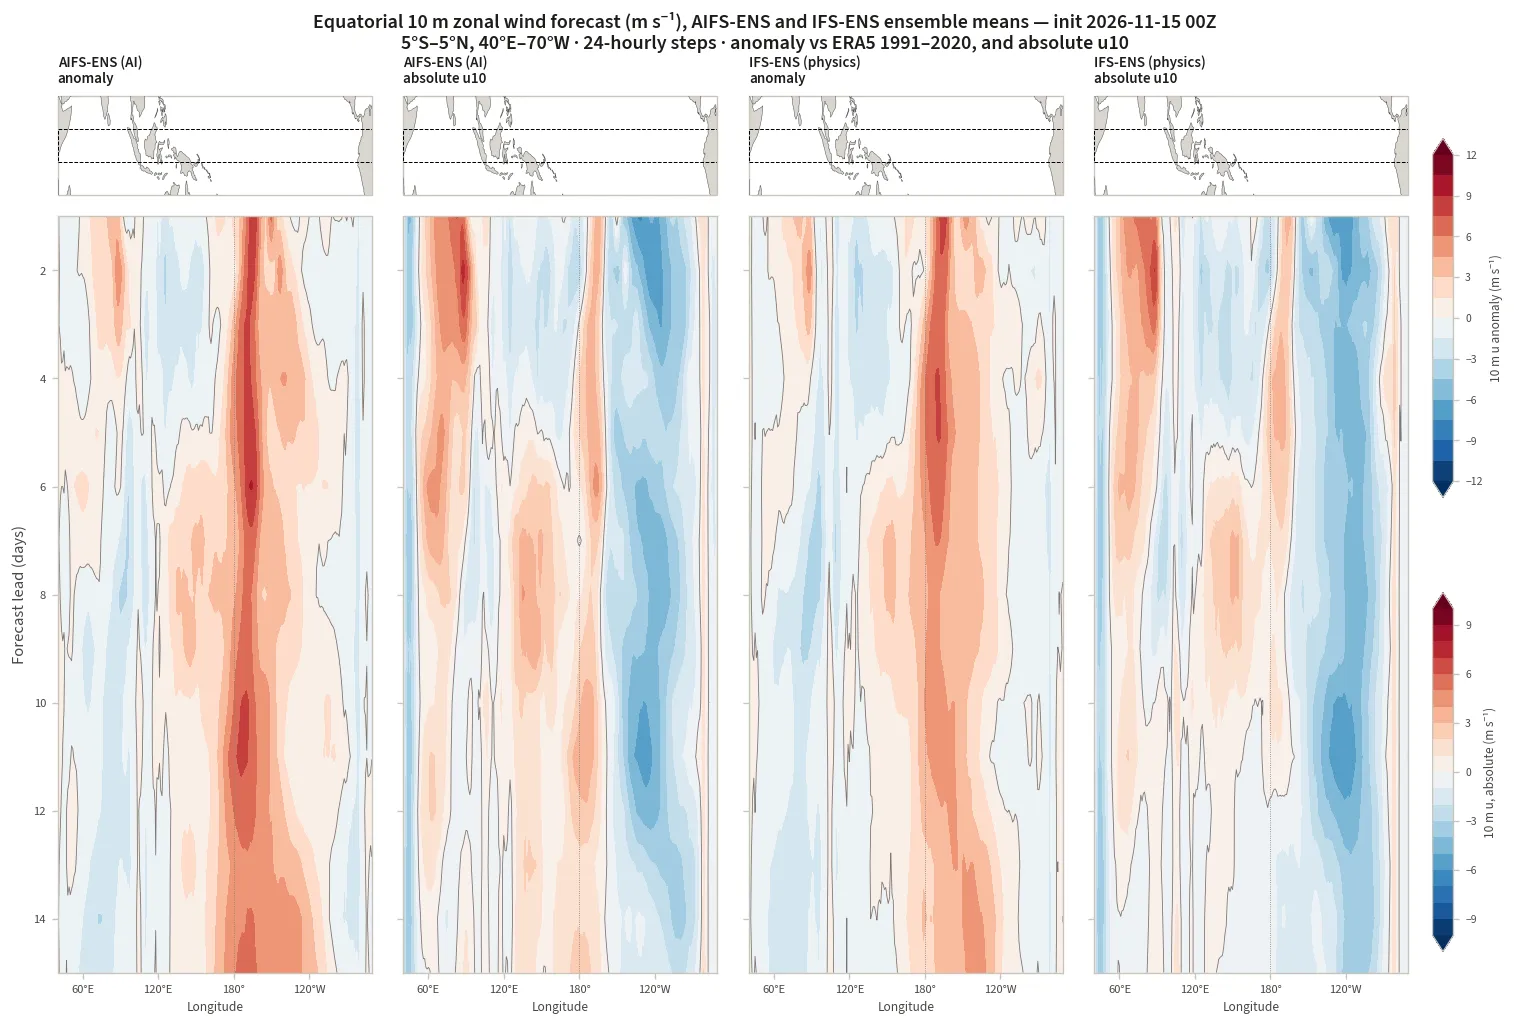 Equatorial 10 m zonal wind forecast (m s⁻¹), AIFS-ENS and IFS-ENS ensemble means — init 2026-11-15 00Z
5°S–5°N, 40°E–70°W · 24-hourly steps · anomaly vs ERA5 1991–2020, and absolute u10
AIFS-ENS (AI)
anomaly
AIFS-ENS (AI)
absolute u10
IFS-ENS (physics)
anomaly
IFS-ENS (physics)
absolute u10
Forecast lead (days)
2
4
6
8
10
12
14
60°E
120°E
180°
120°W
Longitude
60°E
120°E
180°
120°W
Longitude
60°E
120°E
180°
120°W
Longitude
60°E
120°E
180°
120°W
Longitude
12
9
6
3
0
−3
−6
−9
−12
10 m u anomaly (m s⁻¹)
9
6
3
0
−3
−6
−9
10 m u, absolute (m s⁻¹)